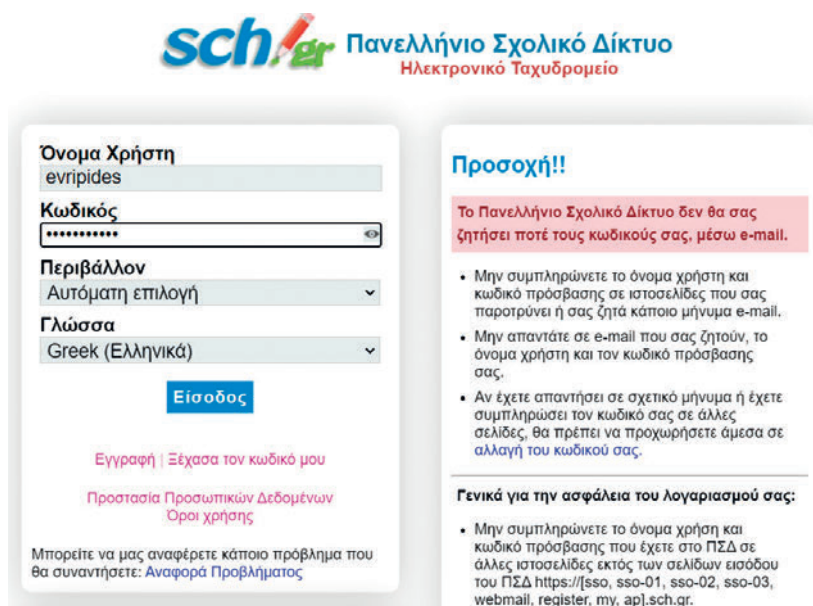 sch.gr Πανελλήνιο Σχολικό Δίκτυο
Ηλεκτρονικό Ταχυδρομείο
Όνομα Χρήστη
evripides
Κωδικός
•••••••••••
Περιβάλλον
Αυτόματη επιλογή
Γλώσσα
Greek (Ελληνικά)
Είσοδος
Εγγραφή | Ξέχασα τον κωδικό μου
Προστασία Προσωπικών Δεδομένων
Όροι χρήσης
Μπορείτε να μας αναφέρετε κάποιο πρόβλημα που
θα συναντήσετε: Αναφορά Προβλήματος
Προσοχή!!
Το Πανελλήνιο Σχολικό Δίκτυο δεν θα σας
ζητήσει ποτέ τους κωδικούς σας, μέσω e-mail.
• Μην συμπληρώνετε το όνομα χρήστη και
κωδικό πρόσβασης σε ιστοσελίδες που σας
παροτρύνει ή σας ζητά κάποιο μήνυμα e-mail.
• Μην απαντάτε σε e-mail που σας ζητούν, το
όνομα χρήστη και τον κωδικό πρόσβασης
σας.
• Αν έχετε απαντήσει σε σχετικό μήνυμα ή έχετε
συμπληρώσει τον κωδικό σας σε άλλες
σελίδες, θα πρέπει να προχωρήσετε άμεσα σε
αλλαγή του κωδικού σας.
Γενικά για την ασφάλεια του λογαριασμού σας:
• Μην συμπληρώνετε το όνομα χρήση και
κωδικό πρόσβασης που έχετε στο ΠΣΔ σε
άλλες ιστοσελίδες εκτός των σελίδων εισόδου
του ΠΣΔ https://[sso, sso-01, sso-02, sso-03,
webmail, register, my, ap].sch.gr.